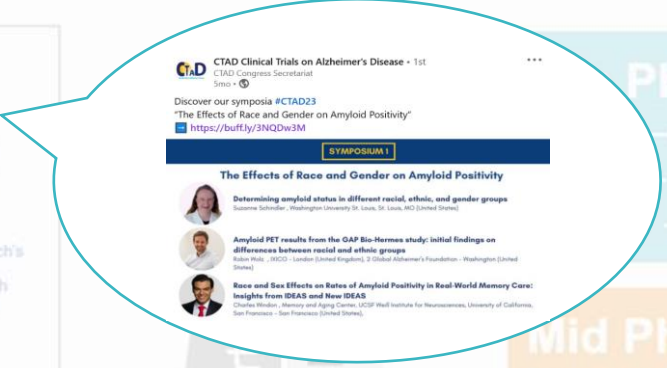 CTAD
CTAD Clinical Trials on Alzheimer's Disease • 1st
CTAD Congress Secretariat
5mo •
Discover our symposia #CTAD23
"The Effects of Race and Gender on Amyloid Positivity"
https://buff.ly/3NQDw3M
SYMPOSIUM 1
The Effects of Race and Gender on Amyloid Positivity
Determining amyloid status in different racial, ethnic, and gender groups
Suzanne Schindler , Washington University St. Louis, St. Louis, MO (United States)
Amyloid PET results from the GAP Bio-Hermes study: initial findings on
differences between racial and ethnic groups
Robin Wolz , IXICO - London (United Kingdom), 2 Global Alzheimer's Foundation - Washington (United
States)
Race and Sex Effects on Rates of Amyloid Positivity in Real-World Memory Care:
Insights from IDEAS and New IDEAS
Charles Windon , Memory and Aging Center, UCSF Weill Institute for Neurosciences, University of California,
San Francisco - San Francisco (United States),
Mid Ph